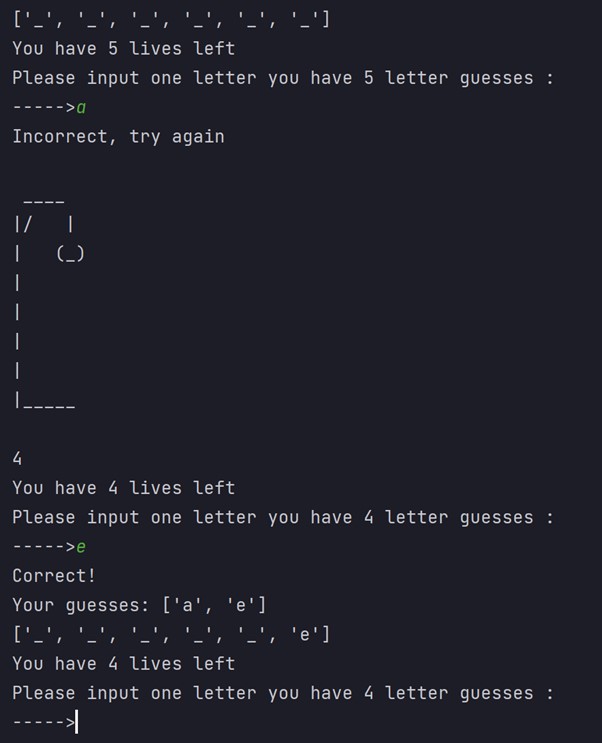 ['_', '_', '_', '_', '_', '_']
You have 5 lives left
Please input one letter you have 5 letter guesses :
----->a
Incorrect, try again
 ____
|/   |
|   (_)
|
|
|
|
|_____
4
You have 4 lives left
Please input one letter you have 4 letter guesses :
----->e
Correct!
Your guesses: ['a', 'e']
['_', '_', '_', '_', '_', 'e']
You have 4 lives left
Please input one letter you have 4 letter guesses :
----->